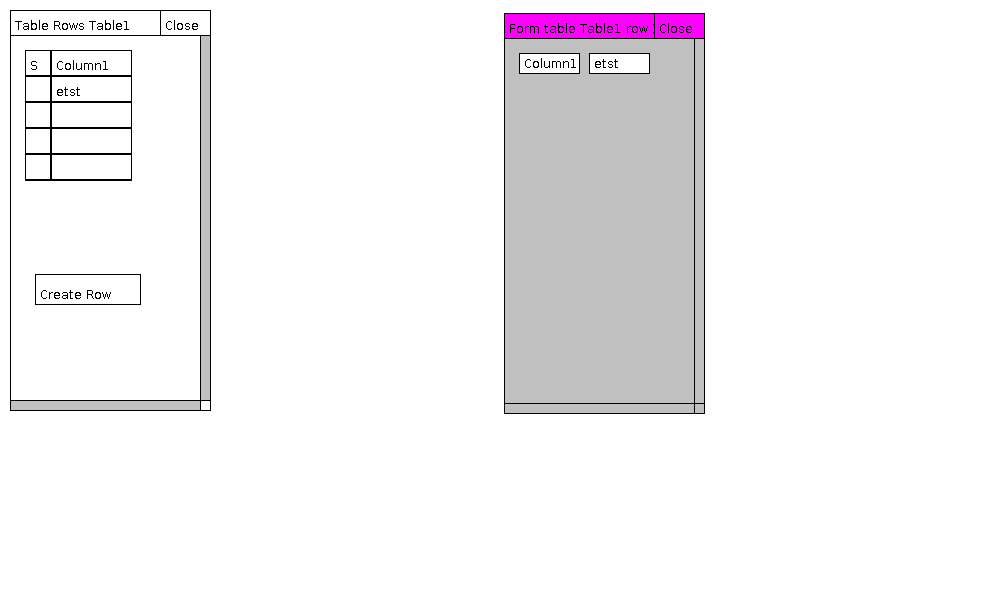 Table Rows Table1 Close
S Column1
etst
Create Row
Form table Table1 row Close
Column1 etst